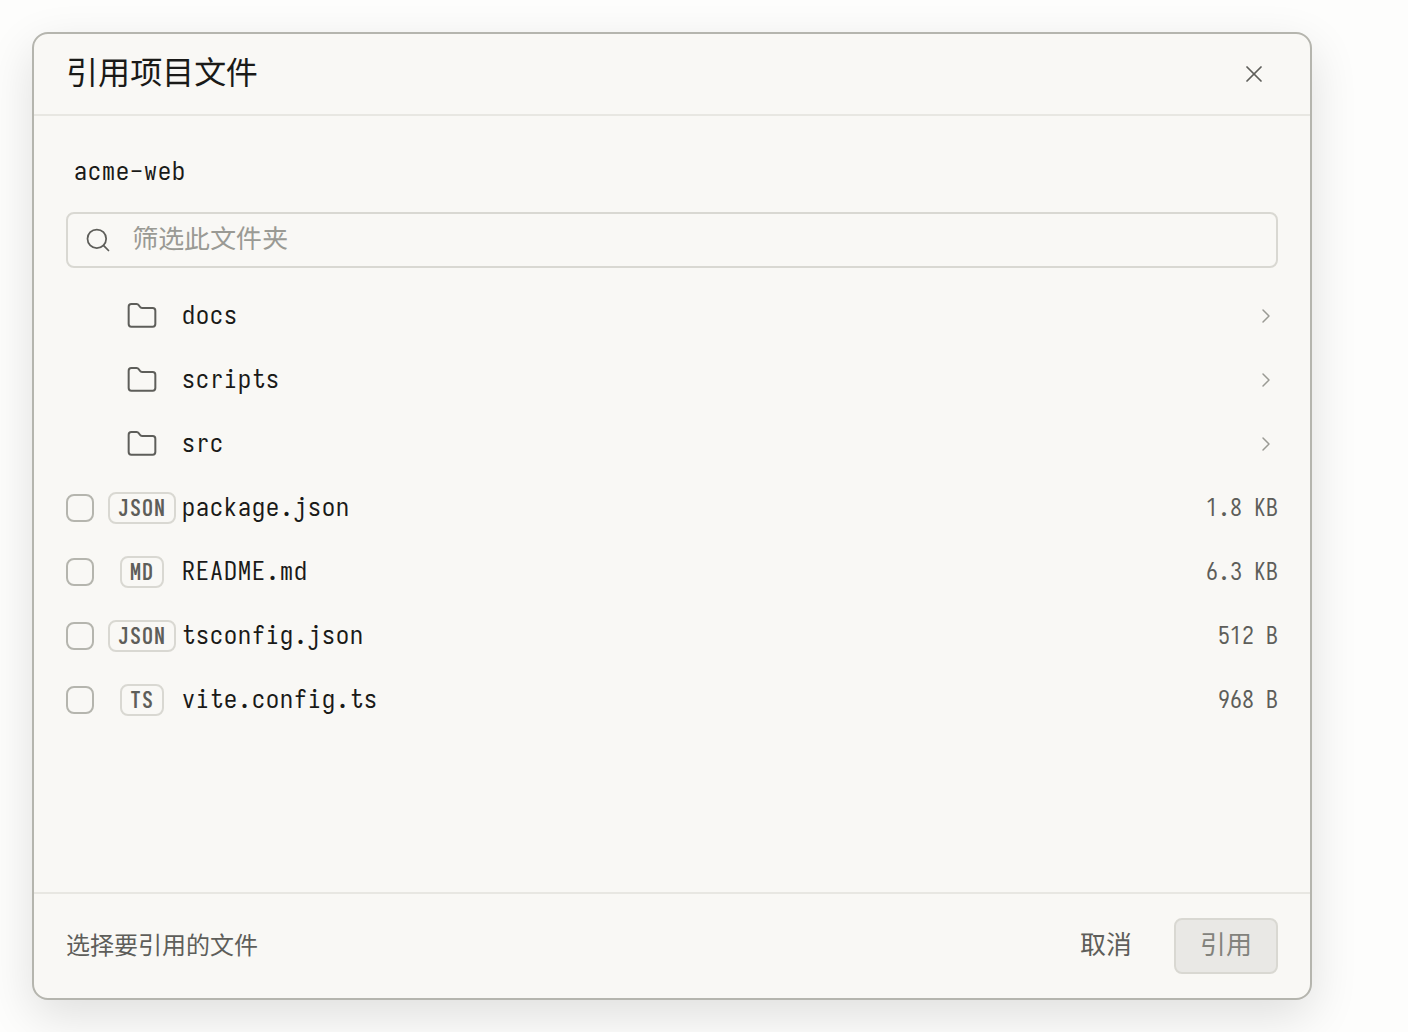 引用项目文件
acme-web
筛选此文件夹
docs
scripts
src
JSON package.json 1.8 KB
MD README.md 6.3 KB
JSON tsconfig.json 512 B
TS vite.config.ts 968 B
选择要引用的文件 取消 引用